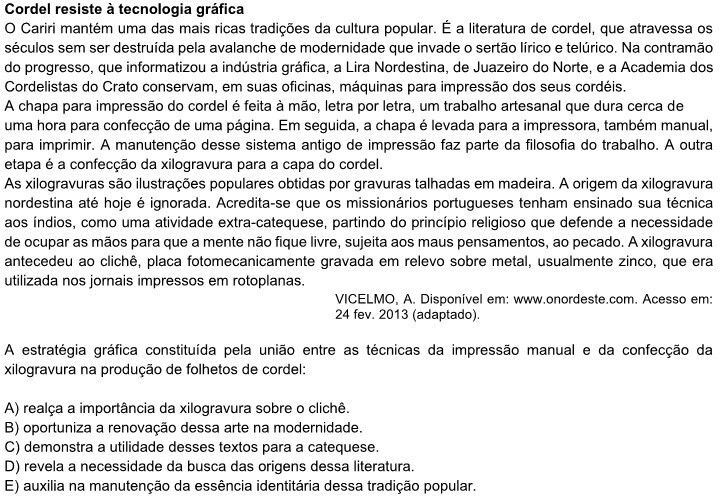 Cordel resiste à tecnologia gráfica
O Cariri mantém uma das mais ricas tradições da cultura popular. É a literatura de cordel, que atravessa os
séculos sem ser destruída pela avalanche de modernidade que invade o sertão lírico e telúrico. Na contramão
do progresso, que informatizou a indústria gráfica, a Lira Nordestina, de Juazeiro do Norte, e a Academia dos
Cordelistas do Crato conservam, em suas oficinas, máquinas para impressão dos seus cordéis.
A chapa para impressão do cordel é feita à mão, letra por letra, um trabalho artesanal que dura cerca de
uma hora para confecção de uma página. Em seguida, a chapa é levada para a impressora, também manual,
para imprimir. A manutenção desse sistema antigo de impressão faz parte da filosofia do trabalho. A outra
etapa é a confecção da xilogravura para a capa do cordel.
As xilogravuras são ilustrações populares obtidas por gravuras talhadas em madeira. A origem da xilogravura
nordestina até hoje é ignorada. Acredita-se que os missionários portugueses tenham ensinado sua técnica
aos índios, como uma atividade extra-catequese, partindo do princípio religioso que defende a necessidade
de ocupar as mãos para que a mente não fique livre, sujeita aos maus pensamentos, ao pecado. A xilogravura
antecedeu ao clichê, placa fotomecanicamente gravada em relevo sobre metal, usualmente zinco, que era
utilizada nos jornais impressos em rotoplanas.
VICELMO, A. Disponível em: www.onordeste.com. Acesso em:
24 fev. 2013 (adaptado).
A estratégia gráfica constituída pela união entre as técnicas da impressão manual e da confecção da
xilogravura na produção de folhetos de cordel:
A) realça a importância da xilogravura sobre o clichê.
B) oportuniza a renovação dessa arte na modernidade.
C) demonstra a utilidade desses textos para a catequese.
D) revela a necessidade da busca das origens dessa literatura.
E) auxilia na manutenção da essência identitária dessa tradição popular.